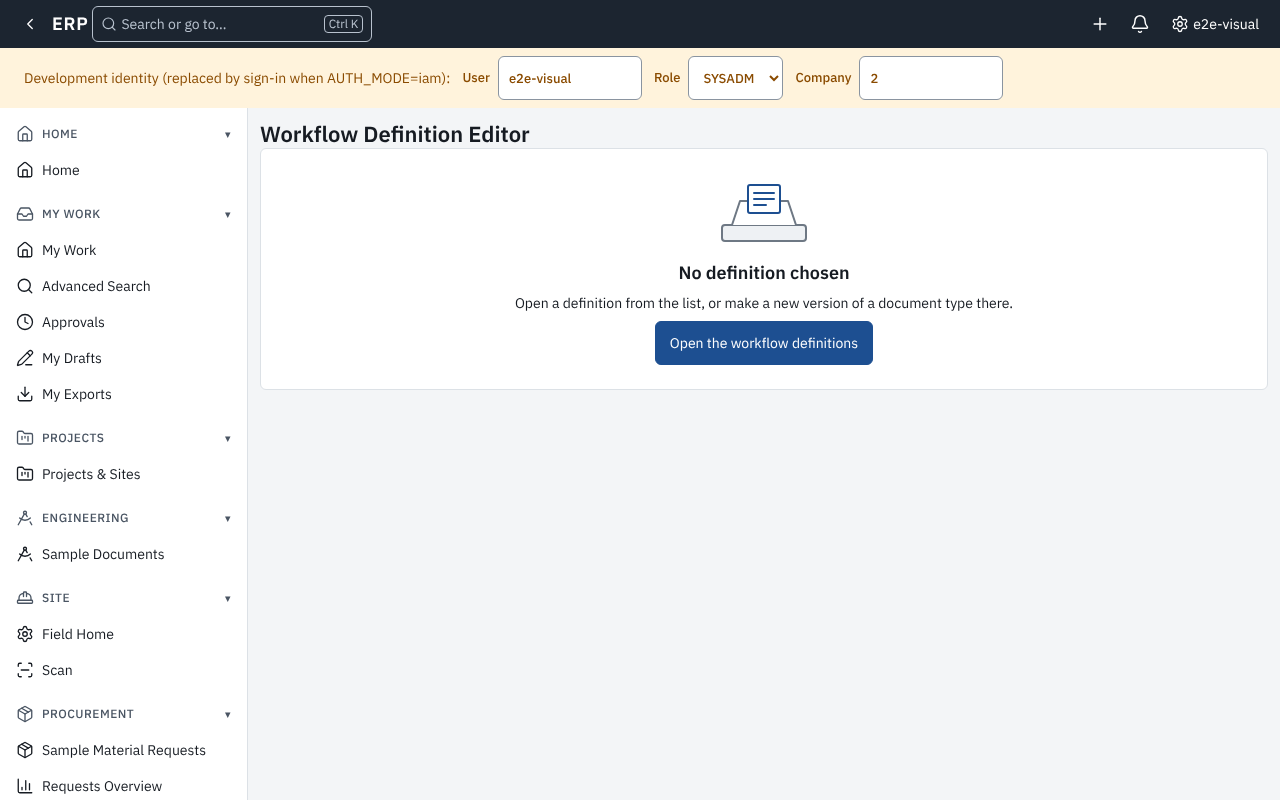 ERP
Search or go to...
Ctrl K
e2e-visual
Development identity (replaced by sign-in when AUTH_MODE=iam):
User
e2e-visual
Role
SYSADM
Company
2
HOME
Home
MY WORK
My Work
Advanced Search
Approvals
My Drafts
My Exports
PROJECTS
Projects & Sites
ENGINEERING
Sample Documents
SITE
Field Home
Scan
PROCUREMENT
Sample Material Requests
Requests Overview
Workflow Definition Editor
No definition chosen
Open a definition from the list, or make a new version of a document type there.
Open the workflow definitions